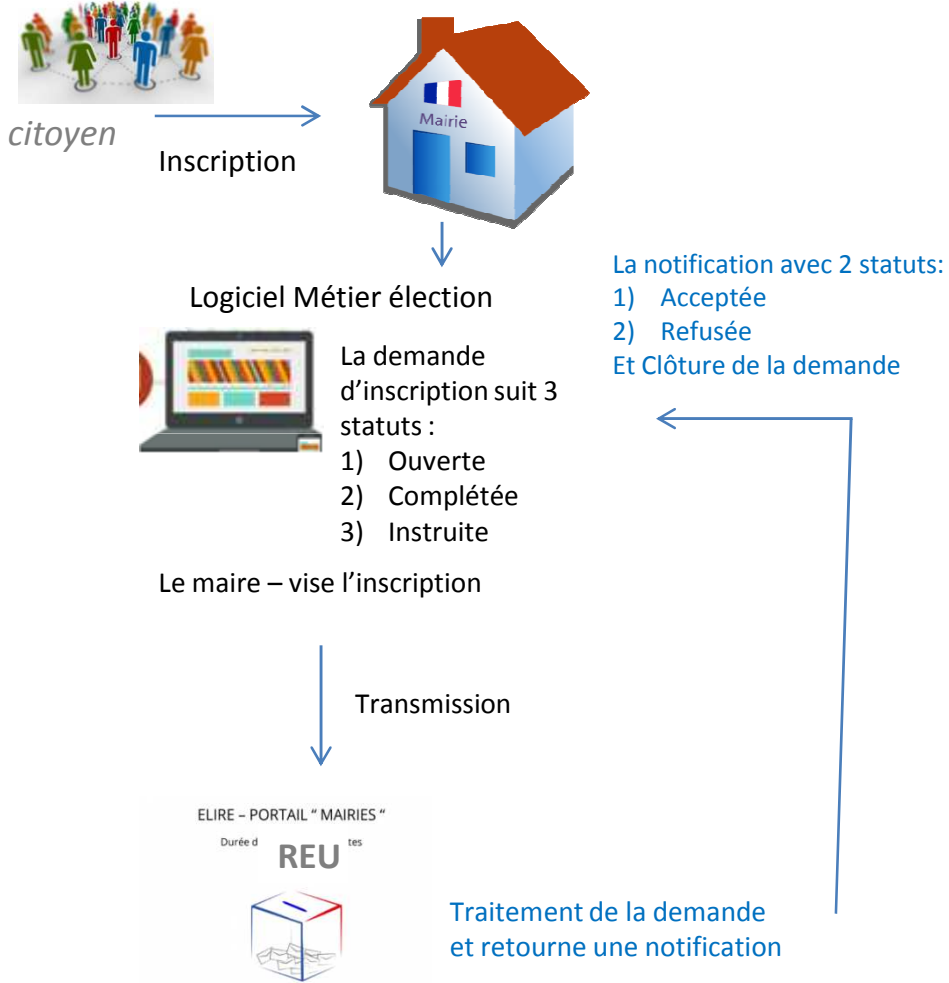 citoyen
Inscription
Mairie
Logiciel Métier élection
La demande
d’inscription suit 3
statuts :
1) Ouverte
2) Complétée
3) Instruite
La notification avec 2 statuts:
1) Acceptée
2) Refusée
Et Clôture de la demande
Le maire – vise l’inscription
Transmission
ELIRE – PORTAIL “ MAIRIES “
Durée d tes
REU
Traitement de la demande
et retourne une notification